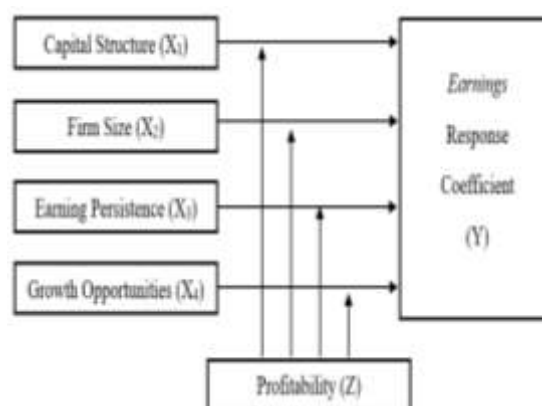 Capital Structure (X₁)
Firm Size (X₂)
Earning Persistence (X₃)
Growth Opportunities (X₄)
Earnings
Response
Coefficient
(Y)
Profitability (Z)